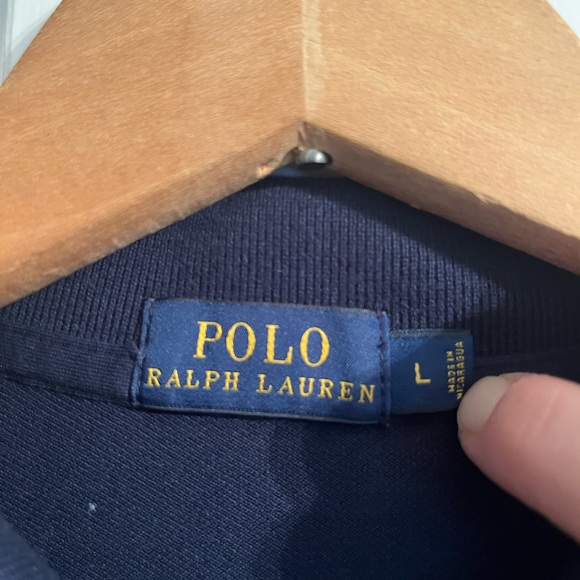 POLO
RALPH LAUREN
L
MADE IN
NICARAGUA